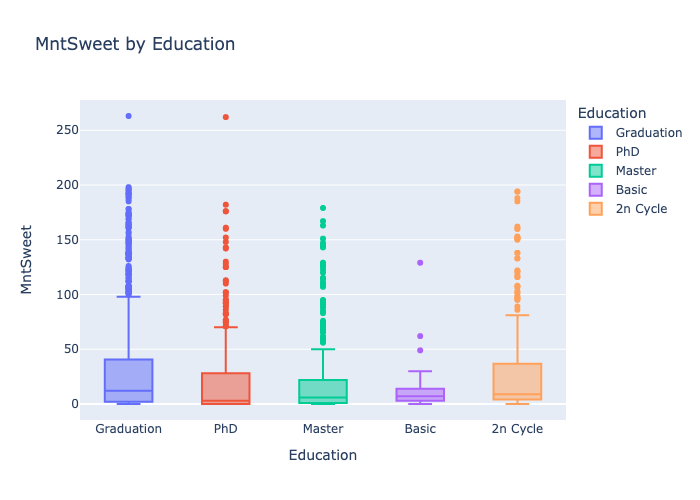 MntSweet by Education
Education
Graduation
PhD
Master
Basic
2n Cycle
MntSweet
250
200
150
100
50
0
Graduation
PhD
Master
Basic
2n Cycle
Education